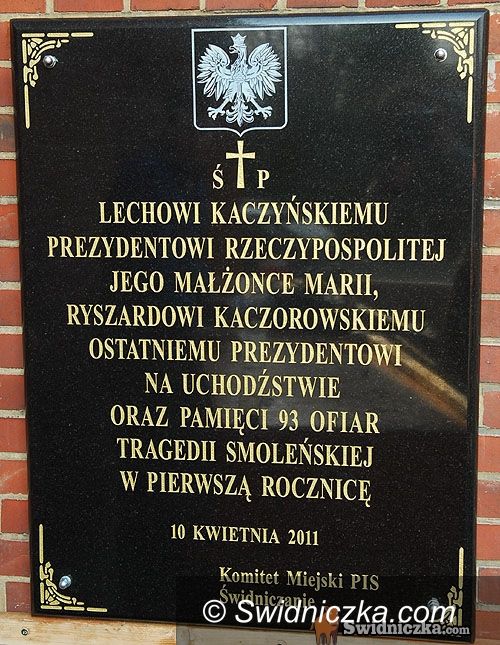 Ś P
LECHOWI KACZYŃSKIEMU
PREZYDENTOWI RZECZYPOSPOLITEJ
JEGO MAŁŻONCE MARII,
RYSZARDOWI KACZOROWSKIEMU
OSTATNIEMU PREZYDENTOWI
NA UCHODŹSTWIE
ORAZ PAMIĘCI 93 OFIAR
TRAGEDII SMOLEŃSKIEJ
W PIERWSZĄ ROCZNICĘ
10 KWIETNIA 2011
Komitet Miejski PIS
Świdniczanie
© Swidniczka.com
Swidniczka.com